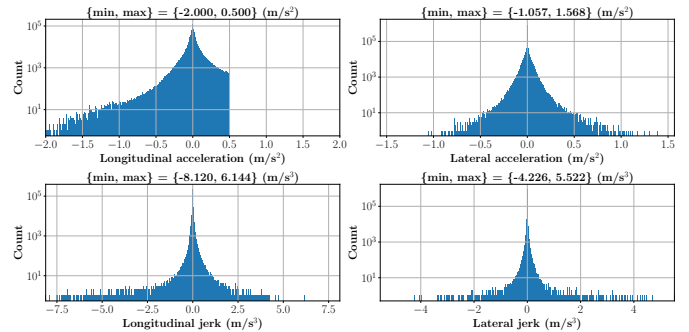 {min, max} = {-2.000, 0.500} (m/s²)
10⁵
10³
10¹
Count
−2.0 −1.5 −1.0 −0.5 0.0 0.5 1.0 1.5 2.0
Longitudinal acceleration (m/s²)
{min, max} = {-1.057, 1.568} (m/s²)
10⁵
10³
10¹
Count
−1.5 −1.0 −0.5 0.0 0.5 1.0 1.5
Lateral acceleration (m/s²)
{min, max} = {-8.120, 6.144} (m/s³)
10⁵
10³
10¹
Count
−7.5 −5.0 −2.5 0.0 2.5 5.0 7.5
Longitudinal jerk (m/s³)
{min, max} = {-4.226, 5.522} (m/s³)
10⁵
10³
10¹
Count
−4 −2 0 2 4
Lateral jerk (m/s³)